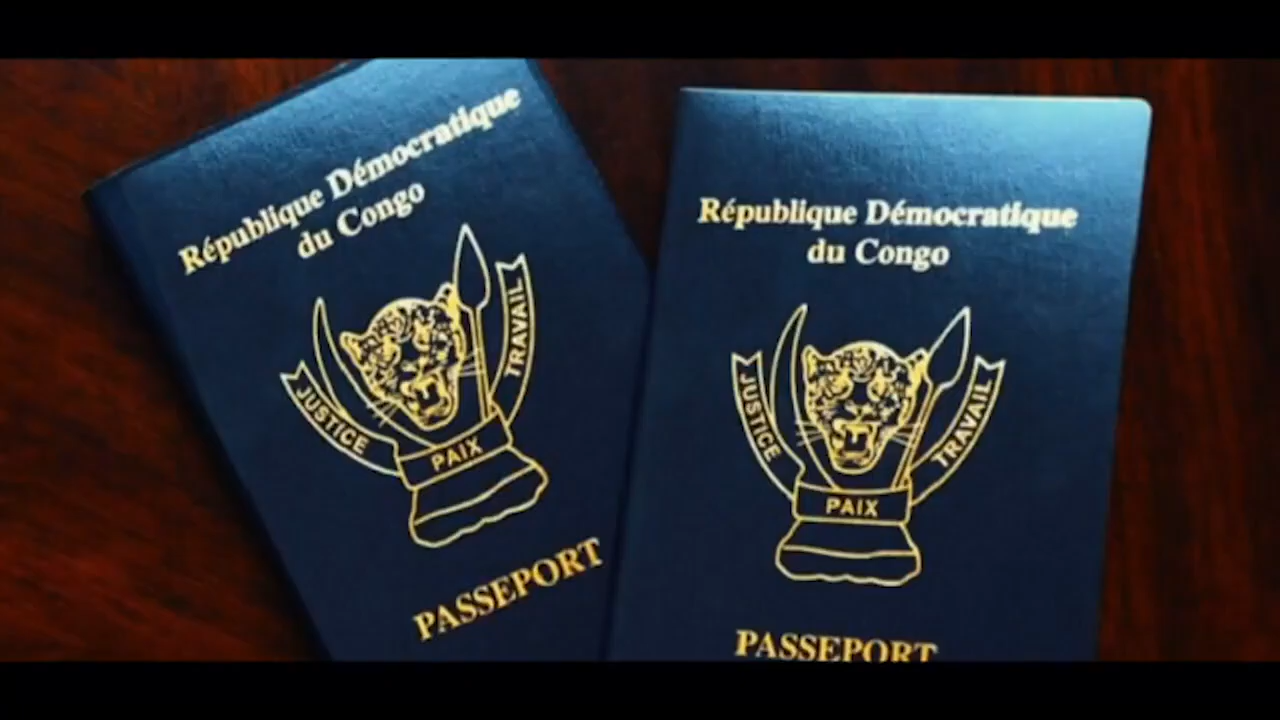 République Démocratique
du Congo
JUSTICE
PAIX
TRAVAIL
PASSEPORT
République Démocratique
du Congo
JUSTICE
PAIX
TRAVAIL
PASSEPORT